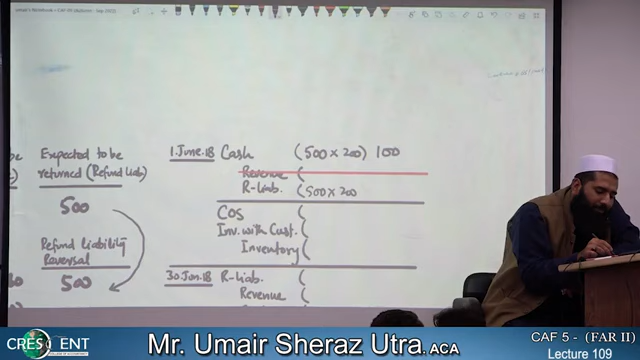 Expected to be
returned (Refund Liab)
500
Refund Liability
Reversal
500
1.June.18 Cash (500 x 200) 100
Revenue (
R-liab. (500 x 200
COS (
Inv. with Cust. (
Inventory (
30.Jun.18 R-liab. (
Revenue (
CRESCENT
Mr. Umair Sheraz Utra. ACA
CAF 5 - (FAR II)
Lecture 109